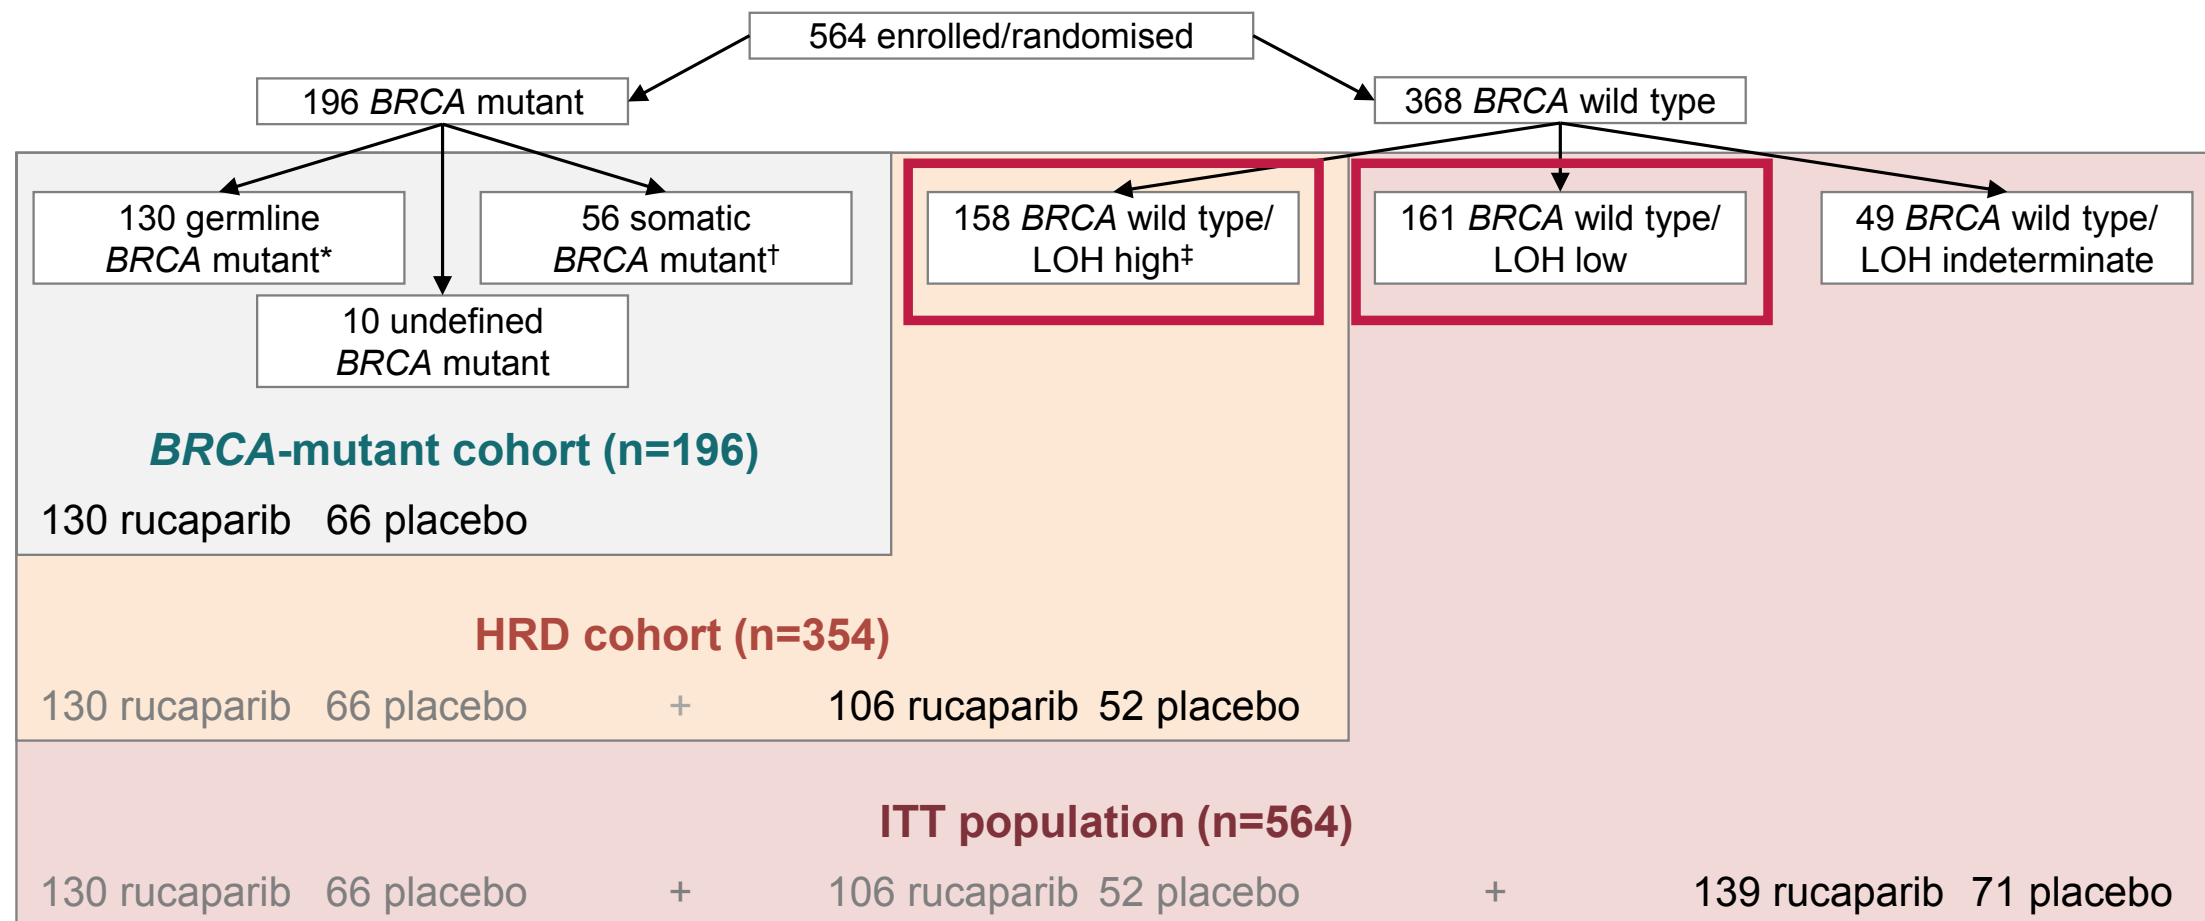 564 enrolled/randomised
196 BRCA mutant
368 BRCA wild type
130 germline
BRCA mutant*
56 somatic
BRCA mutant†
10 undefined
BRCA mutant
158 BRCA wild type/
LOH high‡
161 BRCA wild type/
LOH low
49 BRCA wild type/
LOH indeterminate
BRCA-mutant cohort (n=196)
130 rucaparib 66 placebo
HRD cohort (n=354)
130 rucaparib 66 placebo + 106 rucaparib 52 placebo
ITT population (n=564)
130 rucaparib 66 placebo + 106 rucaparib 52 placebo + 139 rucaparib 71 placebo